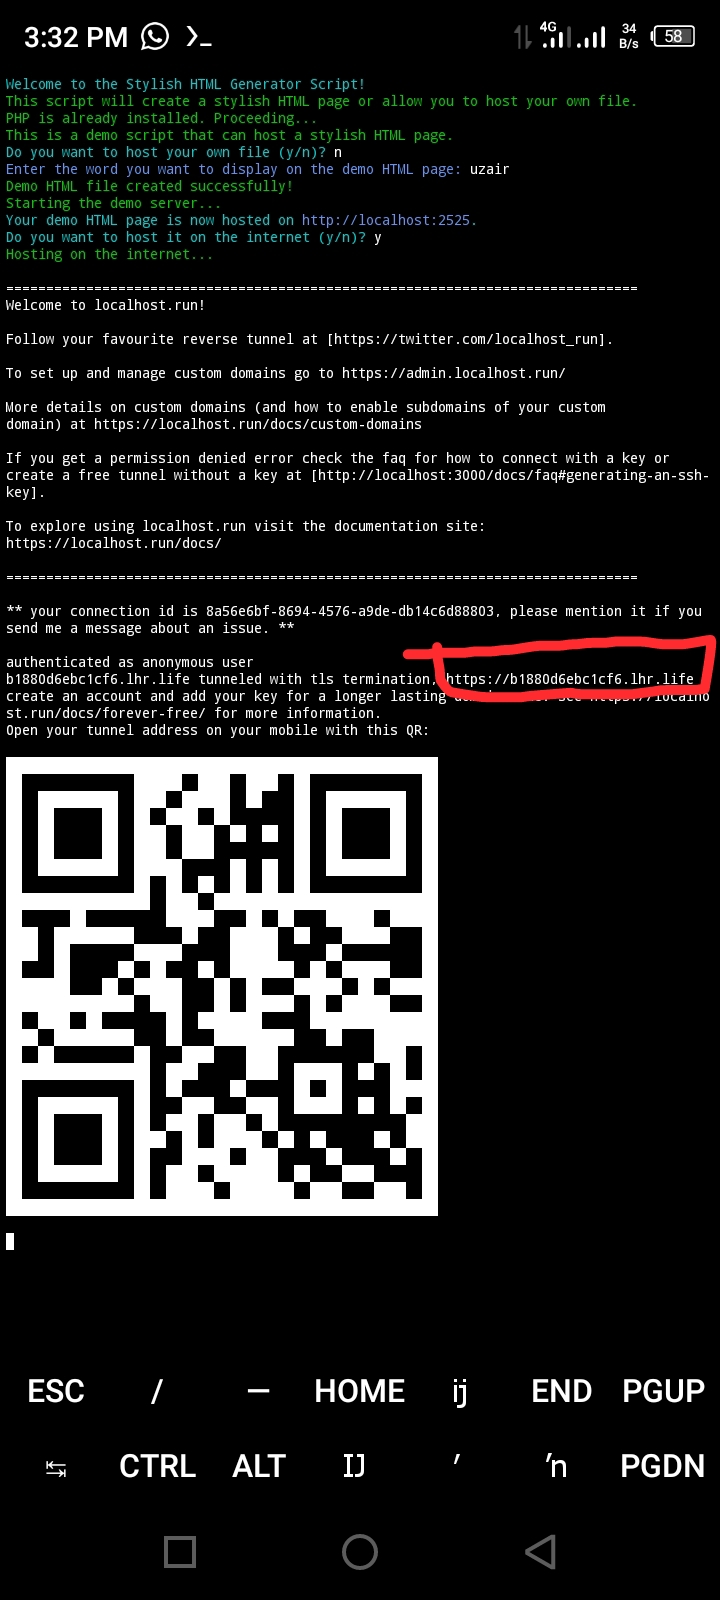 3:32 PM
4G
34 B/s
58
Welcome to the Stylish HTML Generator Script!
This script will create a stylish HTML page or allow you to host your own file.
PHP is already installed. Proceeding...
This is a demo script that can host a stylish HTML page.
Do you want to host your own file (y/n)? n
Enter the word you want to display on the demo HTML page: uzair
Demo HTML file created successfully!
Starting the demo server...
Your demo HTML page is now hosted on http://localhost:2525.
Do you want to host it on the internet (y/n)? y
Hosting on the internet...
===============================================================================
Welcome to localhost.run!
Follow your favourite reverse tunnel at [https://twitter.com/localhost_run].
To set up and manage custom domains go to https://admin.localhost.run/
More details on custom domains (and how to enable subdomains of your custom
domain) at https://localhost.run/docs/custom-domains
If you get a permission denied error check the faq for how to connect with a key or
create a free tunnel without a key at [http://localhost:3000/docs/faq#generating-an-ssh-
key].
To explore using localhost.run visit the documentation site:
https://localhost.run/docs/
===============================================================================
** your connection id is 8a56e6bf-8694-4576-a9de-db14c6d88803, please mention it if you
send me a message about an issue. **
authenticated as anonymous user
b1880d6ebc1cf6.lhr.life tunneled with tls termination, https://b1880d6ebc1cf6.lhr.life
create an account and add your key for a longer lasting see https://localho
st.run/docs/forever-free/ for more information.
Open your tunnel address on your mobile with this QR:
ESC / — HOME ij END PGUP
CTRL ALT IJ ′ ŉ PGDN